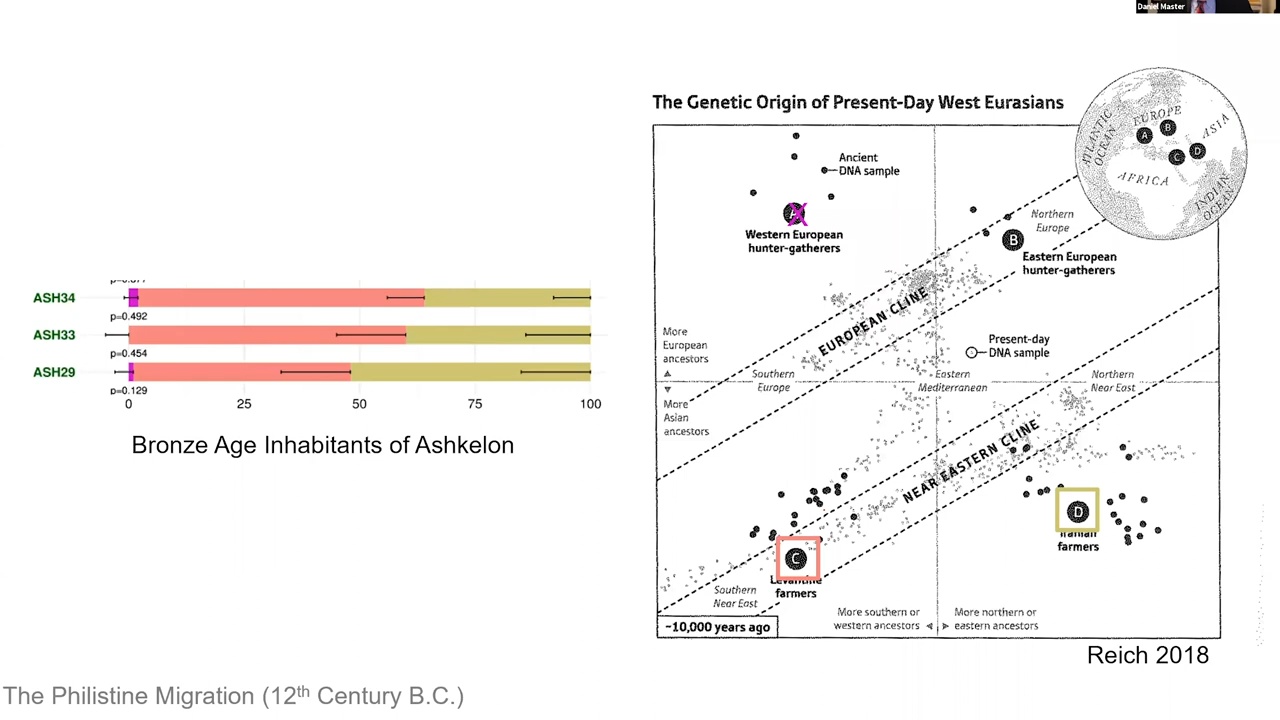 Daniel Master
The Genetic Origin of Present-Day West Eurasians
ATLANTIC
OCEAN
EUROPE
ASIA
A
B
C
D
AFRICA
INDIAN
OCEAN
Ancient
DNA sample
A
Western European
hunter-gatherers
Northern
Europe
B
Eastern European
hunter-gatherers
EUROPEAN CLINE
More
European
ancestors
Present-day
DNA sample
Southern
Europe
Eastern
Mediterranean
Northern
Near East
More
Asian
ancestors
NEAR EASTERN CLINE
D
Iranian
farmers
C
Levantine
farmers
Southern
Near East
More southern or
western ancestors
More northern or
eastern ancestors
~10,000 years ago
Reich 2018
ASH34
p=0.492
ASH33
p=0.454
ASH29
p=0.129
0 25 50 75 100
Bronze Age Inhabitants of Ashkelon
The Philistine Migration (12th Century B.C.)